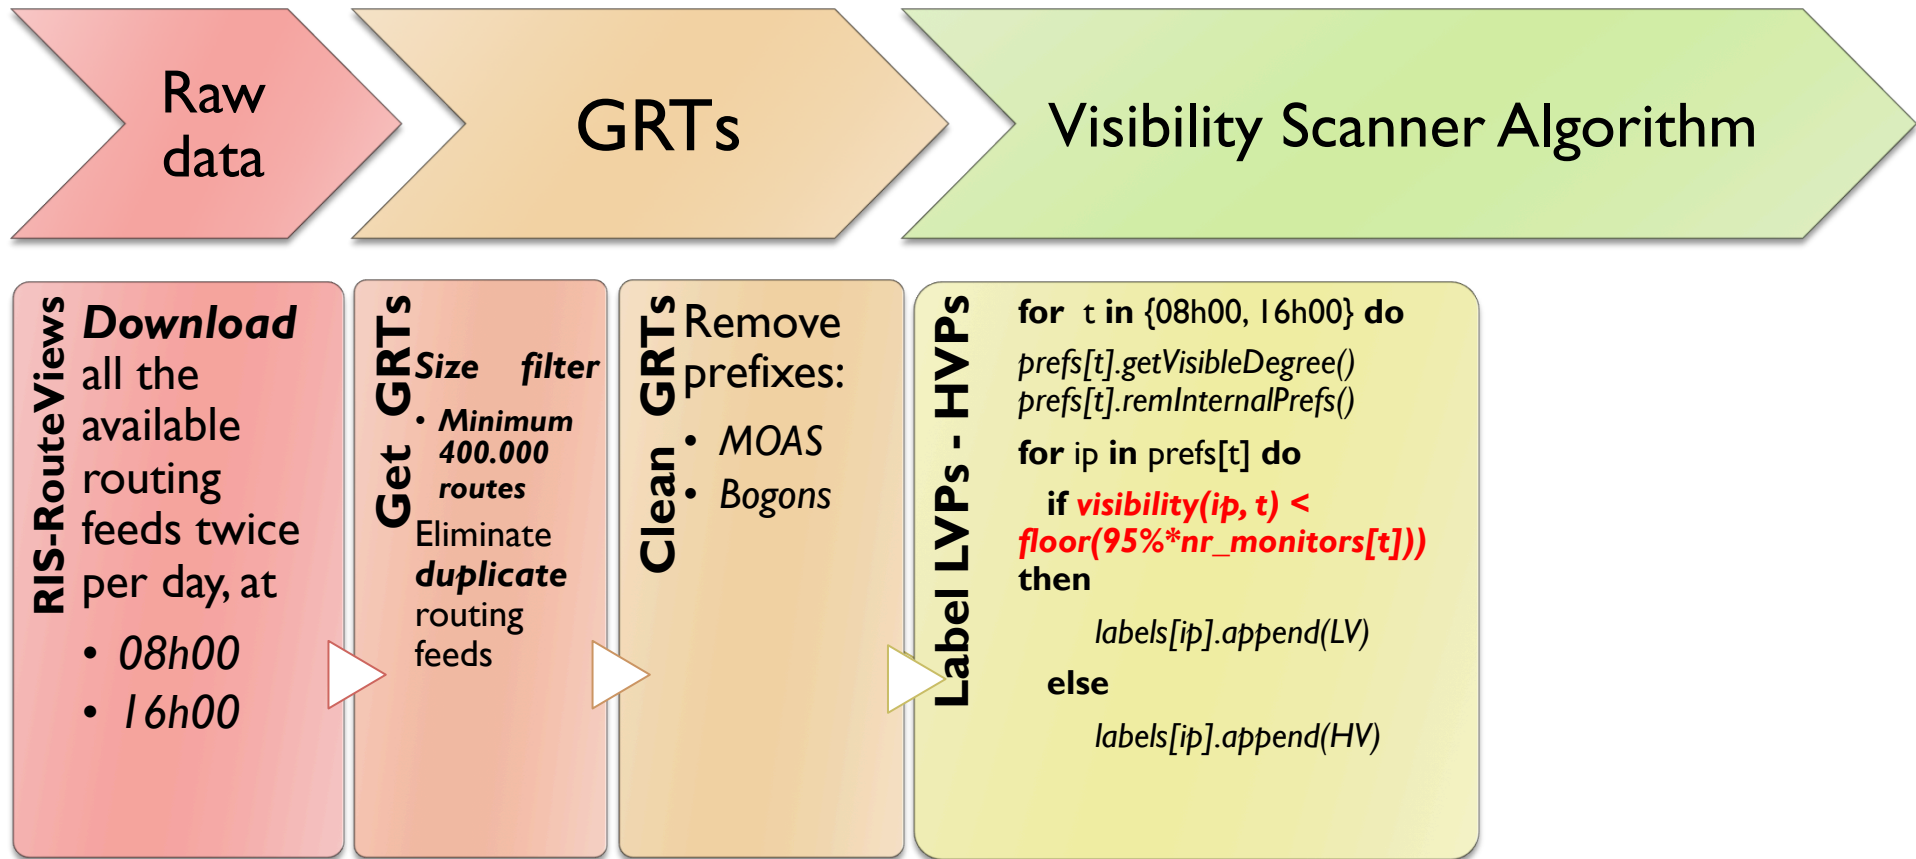 Raw
data
GRTs
Visibility Scanner Algorithm
RIS-RouteViews
Download
all the
available
routing
feeds twice
per day, at
• 08h00
• 16h00
Get GRTs
Size filter
• Minimum
400.000
routes
Eliminate
duplicate
routing
feeds
Clean GRTs
Remove
prefixes:
• MOAS
• Bogons
Label LVPs - HVPs
for t in {08h00, 16h00} do
prefs[t].getVisibleDegree()
prefs[t].remInternalPrefs()
for ip in prefs[t] do
if visibility(ip, t) <
floor(95%*nr_monitors[t]))
then
labels[ip].append(LV)
else
labels[ip].append(HV)